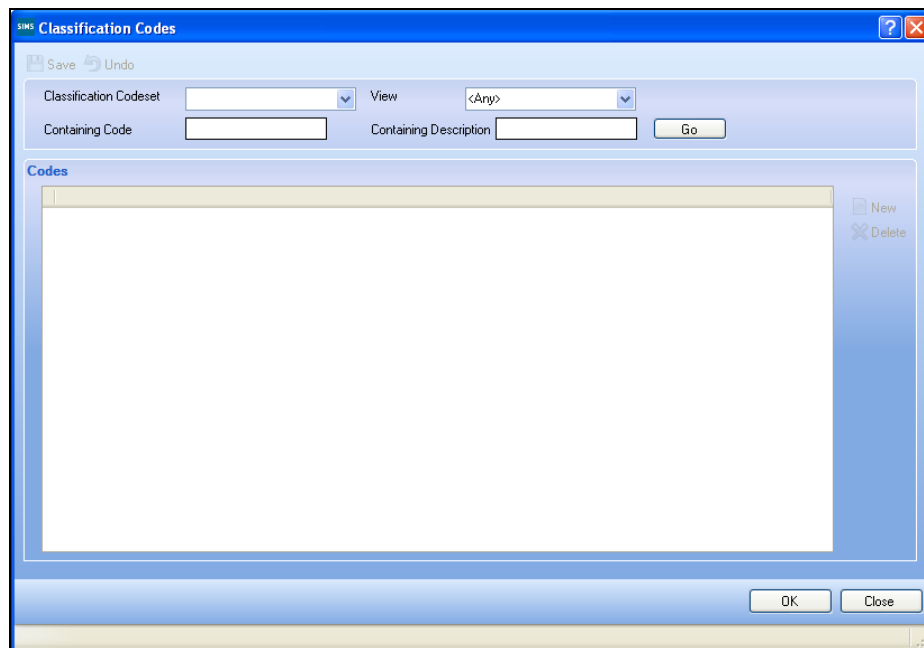 SIMS Classification Codes
Save Undo
Classification Codeset View <Any>
Containing Code Containing Description Go
Codes
New
Delete
OK Close